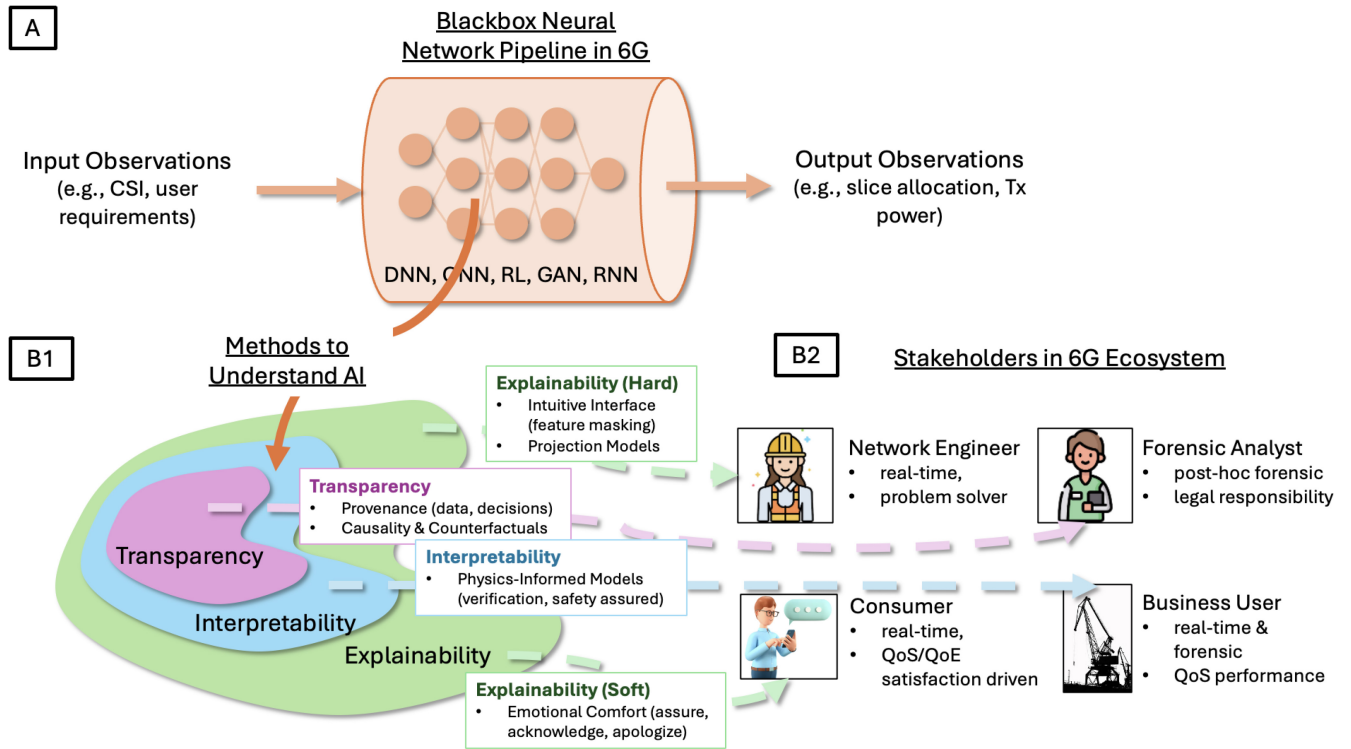 A
Blackbox Neural
Network Pipeline in 6G
Input Observations
(e.g., CSI, user
requirements)
Output Observations
(e.g., slice allocation, Tx
power)
DNN, CNN, RL, GAN, RNN
B1
Methods to
Understand AI
Explainability (Hard)
• Intuitive Interface
(feature masking)
• Projection Models
Transparency
• Provenance (data, decisions)
• Causality & Counterfactuals
Interpretability
• Physics-Informed Models
(verification, safety assured)
Transparency
Interpretability
Explainability
Explainability (Soft)
• Emotional Comfort (assure,
acknowledge, apologize)
B2
Stakeholders in 6G Ecosystem
Network Engineer
• real-time,
• problem solver
Forensic Analyst
• post-hoc forensic
• legal responsibility
Consumer
• real-time,
• QoS/QoE
satisfaction driven
Business User
• real-time &
forensic
• QoS performance